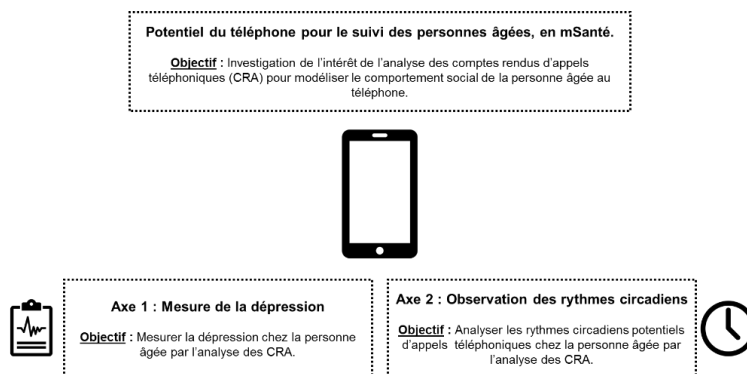 Potentiel du téléphone pour le suivi des personnes âgées, en mSanté.
Objectif : Investigation de l'intérêt de l'analyse des comptes rendus d'appels
téléphoniques (CRA) pour modéliser le comportement social de la personne âgée au
téléphone.
Axe 1 : Mesure de la dépression
Objectif : Mesurer la dépression chez la personne
âgée par l'analyse des CRA.
Axe 2 : Observation des rythmes circadiens
Objectif : Analyser les rythmes circadiens potentiels
d'appels téléphoniques chez la personne âgée par
l'analyse des CRA.